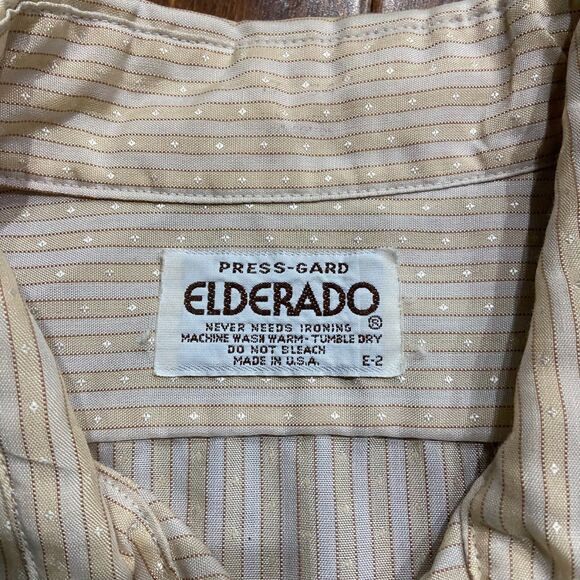 PRESS-GARD
ELDERADO®
NEVER NEEDS IRONING
MACHINE WASH WARM - TUMBLE DRY
DO NOT BLEACH
MADE IN U.S.A. E-2